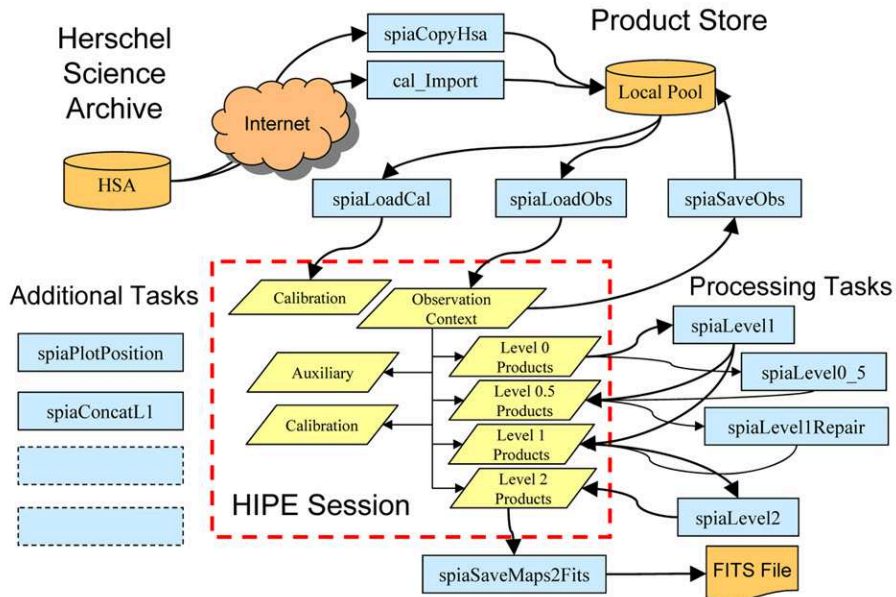 Herschel
Science
Archive
spiaCopyHsa
Product Store
cal_Import
Local Pool
Internet
HSA
spiaLoadCal
spiaLoadObs
spiaSaveObs
Additional Tasks
Calibration
Observation
Context
Processing Tasks
spiaLevel1
spiaPlotPosition
Auxiliary
Level 0
Products
spiaLevel0_5
spiaConcatL1
Level 0.5
Products
Calibration
Level 1
Products
spiaLevel1Repair
Level 2
Products
HIPE Session
spiaLevel2
spiaSaveMaps2Fits
FITS File